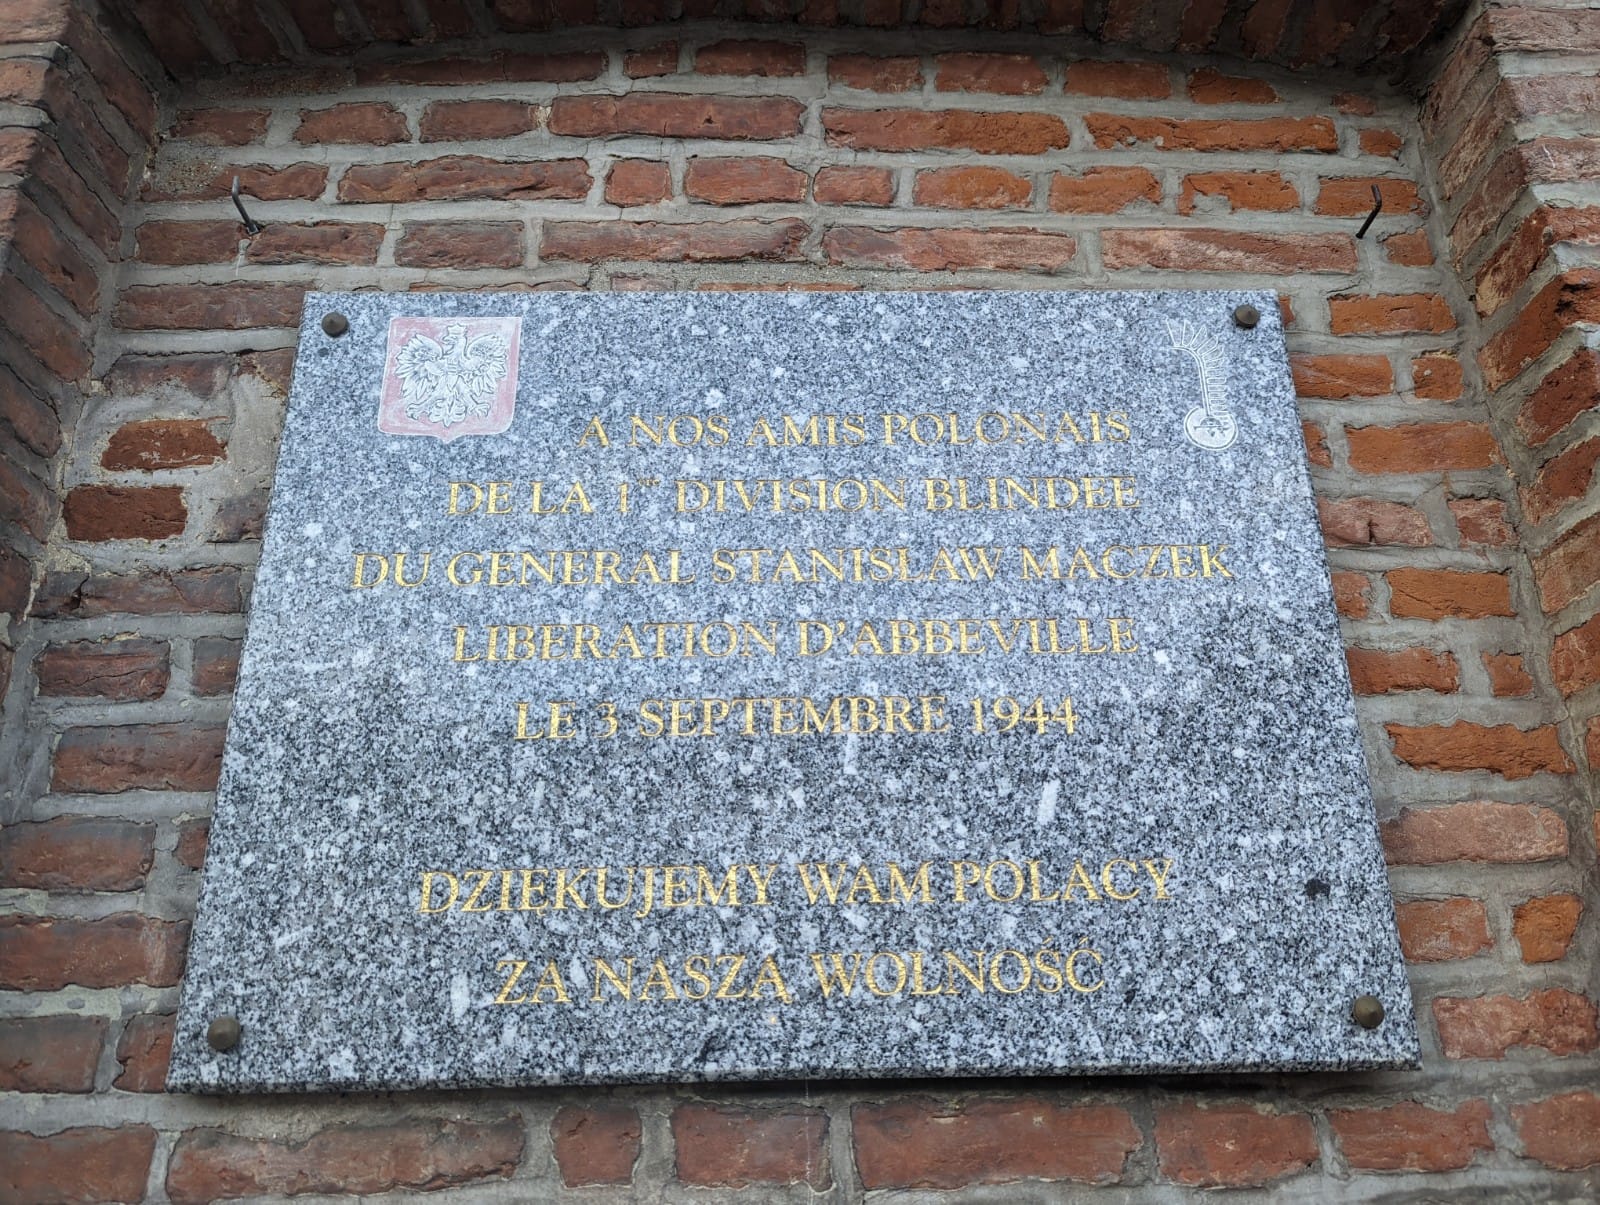 A NOS AMIS POLONAIS
DE LA 1ère DIVISION BLINDEE
DU GENERAL STANISLAW MACZEK
LIBERATION D'ABBEVILLE
LE 3 SEPTEMBRE 1944
DZIĘKUJEMY WAM POLACY
ZA NASZĄ WOLNOŚĆ